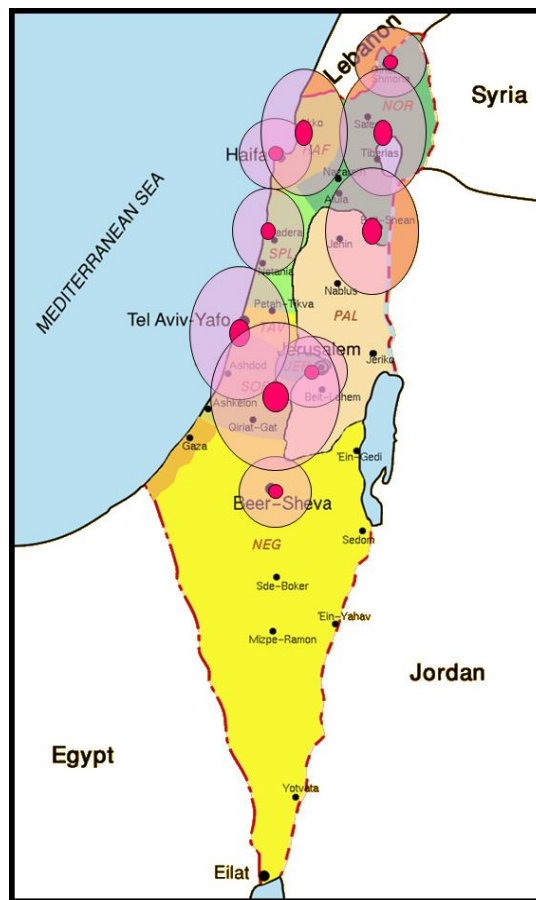 Lebanon
Shmona
Syria
NOR
Safed
Akko
HAF
Tiberias
Haifa
Nazareth
Afula
Beit-Shean
Hadera
Jenin
SPL
Netania
MEDITERRANEAN SEA
Nablus
Petah-Tikva
PAL
Tel Aviv-Yafo
TAV
Jerusalem
Jeriko
JER
Ashdod
Beit-Lehem
Ashkelon
Qiriat-Gat
Gaza
'Ein-Gedi
Beer-Sheva
Sedom
NEG
Sde-Boker
'Ein-Yahav
Mizpe-Ramon
Jordan
Egypt
Yotvata
Eilat